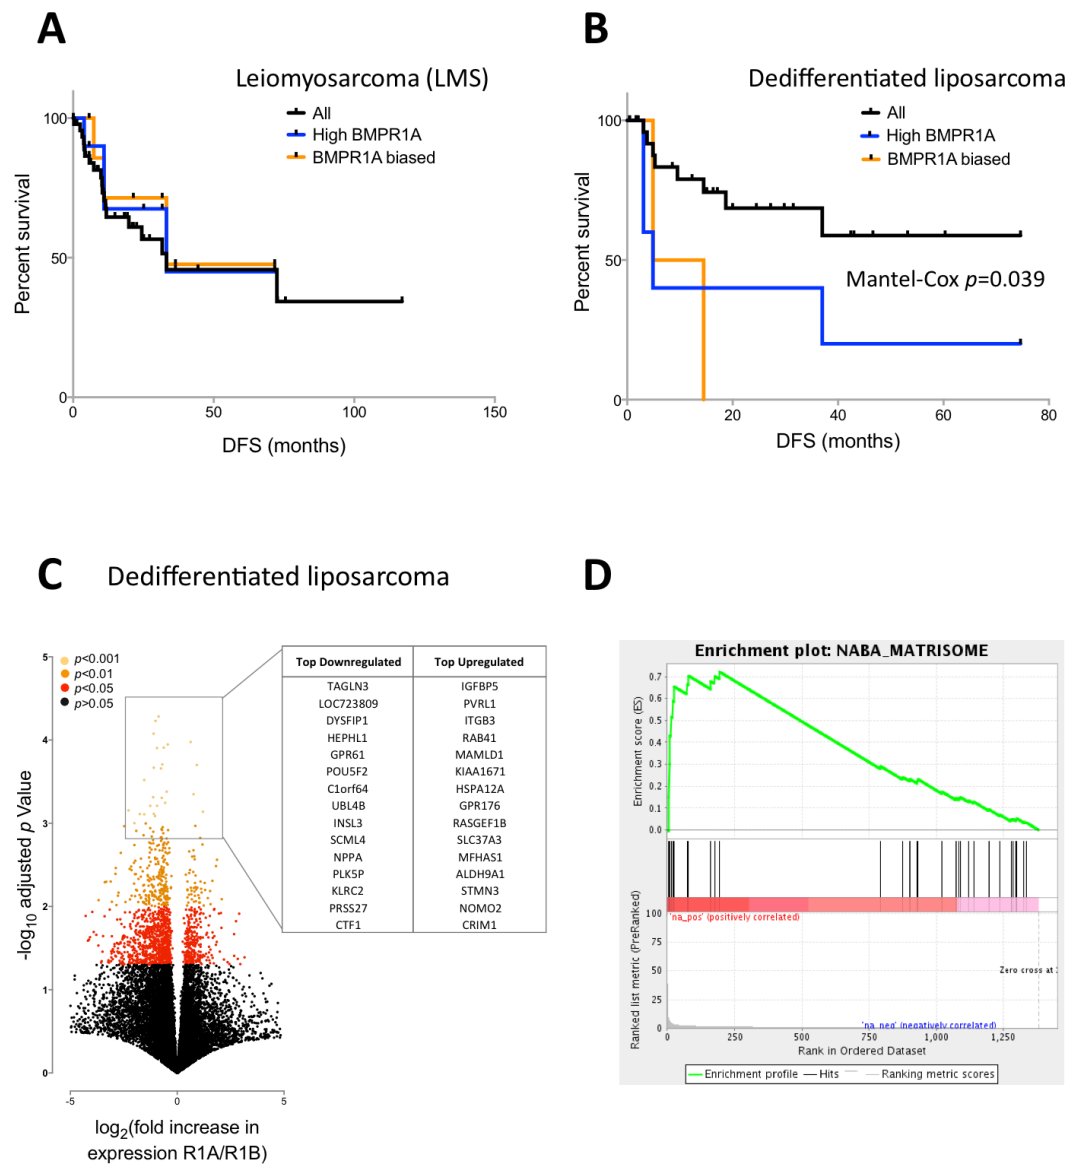 A
Leiomyosarcoma (LMS)
All
High BMPR1A
BMPR1A biased
100
50
0
Percent survival
0 50 100 150
DFS (months)
B
Dedifferentiated liposarcoma
All
High BMPR1A
BMPR1A biased
100
50
0
Percent survival
Mantel-Cox p=0.039
0 20 40 60 80
DFS (months)
C
Dedifferentiated liposarcoma
p<0.001
p<0.01
p<0.05
p>0.05
5
4
3
2
1
0
-log10 adjusted p Value
-5 0 5
log2(fold increase in
expression R1A/R1B)
Top Downregulated Top Upregulated
TAGLN3 IGFBP5
LOC723809 PVRL1
DYSFIP1 ITGB3
HEPHL1 RAB41
GPR61 MAMLD1
POU5F2 KIAA1671
C1orf64 HSPA12A
UBL4B GPR176
INSL3 RASGEF1B
SCML4 SLC37A3
NPPA MFHAS1
PLK5P ALDH9A1
KLRC2 STMN3
PRSS27 NOMO2
CTF1 CRIM1
D
Enrichment plot: NABA_MATRISOME
0.7
0.6
0.5
0.4
0.3
0.2
0.1
0.0
Enrichment score (ES)
'na_pos' (positively correlated)
100
75
50
25
0
Ranked list metric (PreRanked)
Zero cross at
'na_neg' (negatively correlated)
0 250 500 750 1,000 1,250
Rank in Ordered Dataset
Enrichment profile Hits Ranking metric scores